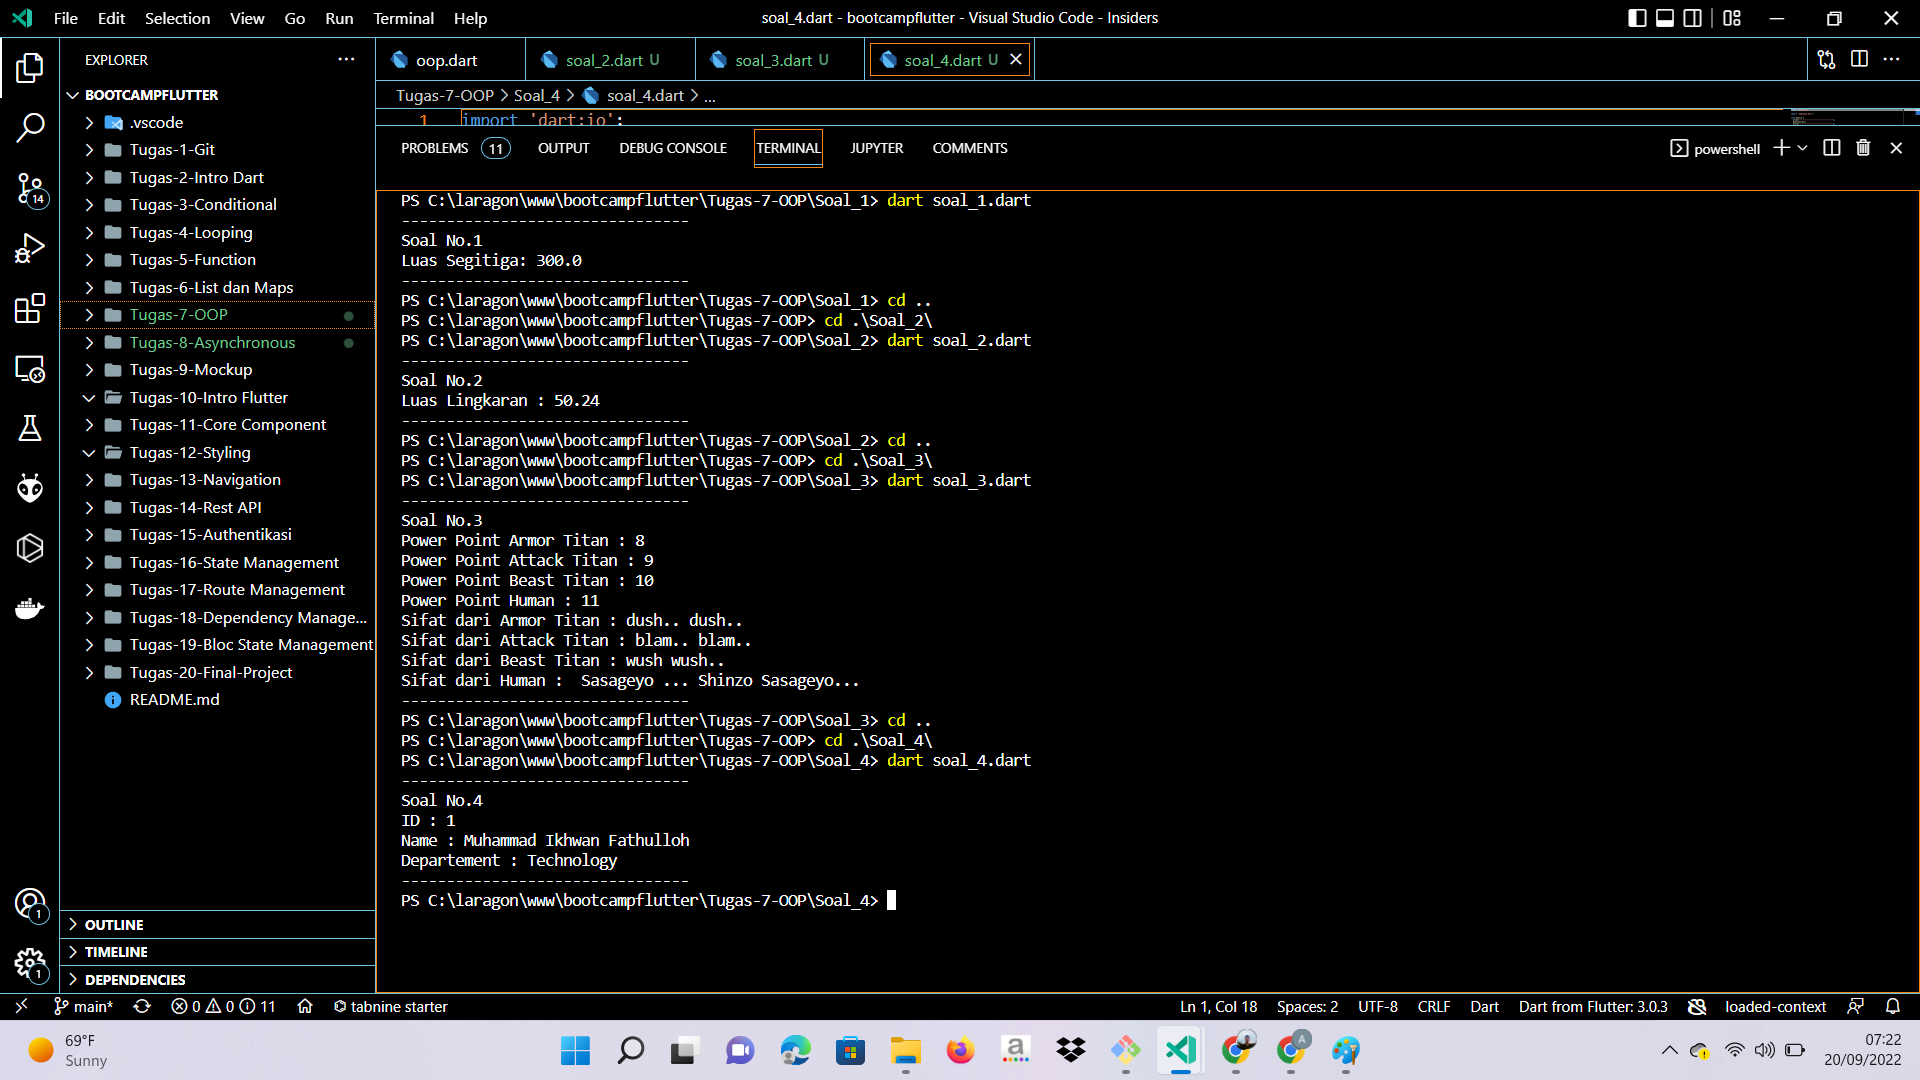 File Edit Selection View Go Run Terminal Help
soal_4.dart - bootcampflutter - Visual Studio Code - Insiders
EXPLORER
BOOTCAMPFLUTTER
.vscode
Tugas-1-Git
Tugas-2-Intro Dart
Tugas-3-Conditional
Tugas-4-Looping
Tugas-5-Function
Tugas-6-List dan Maps
Tugas-7-OOP
Tugas-8-Asynchronous
Tugas-9-Mockup
Tugas-10-Intro Flutter
Tugas-11-Core Component
Tugas-12-Styling
Tugas-13-Navigation
Tugas-14-Rest API
Tugas-15-Authentikasi
Tugas-16-State Management
Tugas-17-Route Management
Tugas-18-Dependency Manage...
Tugas-19-Bloc State Management
Tugas-20-Final-Project
README.md
OUTLINE
TIMELINE
DEPENDENCIES
14
1
1
oop.dart
soal_2.dart U
soal_3.dart U
soal_4.dart U
Tugas-7-OOP > Soal_4 > soal_4.dart > ...
1 import 'dart:io';
PROBLEMS 11 OUTPUT DEBUG CONSOLE TERMINAL JUPYTER COMMENTS
powershell
PS C:\laragon\www\bootcampflutter\Tugas-7-OOP\Soal_1> dart soal_1.dart
--------------------------------
Soal No.1
Luas Segitiga: 300.0
--------------------------------
PS C:\laragon\www\bootcampflutter\Tugas-7-OOP\Soal_1> cd ..
PS C:\laragon\www\bootcampflutter\Tugas-7-OOP> cd .\Soal_2\
PS C:\laragon\www\bootcampflutter\Tugas-7-OOP\Soal_2> dart soal_2.dart
--------------------------------
Soal No.2
Luas Lingkaran : 50.24
--------------------------------
PS C:\laragon\www\bootcampflutter\Tugas-7-OOP\Soal_2> cd ..
PS C:\laragon\www\bootcampflutter\Tugas-7-OOP> cd .\Soal_3\
PS C:\laragon\www\bootcampflutter\Tugas-7-OOP\Soal_3> dart soal_3.dart
--------------------------------
Soal No.3
Power Point Armor Titan : 8
Power Point Attack Titan : 9
Power Point Beast Titan : 10
Power Point Human : 11
Sifat dari Armor Titan : dush.. dush..
Sifat dari Attack Titan : blam.. blam..
Sifat dari Beast Titan : wush wush..
Sifat dari Human :  Sasageyo ... Shinzo Sasageyo...
--------------------------------
PS C:\laragon\www\bootcampflutter\Tugas-7-OOP\Soal_3> cd ..
PS C:\laragon\www\bootcampflutter\Tugas-7-OOP> cd .\Soal_4\
PS C:\laragon\www\bootcampflutter\Tugas-7-OOP\Soal_4> dart soal_4.dart
--------------------------------
Soal No.4
ID : 1
Name : Muhammad Ikhwan Fathulloh
Departement : Technology
--------------------------------
PS C:\laragon\www\bootcampflutter\Tugas-7-OOP\Soal_4>
main* 0 0 11 tabnine starter
Ln 1, Col 18 Spaces: 2 UTF-8 CRLF Dart Dart from Flutter: 3.0.3 loaded-context
69°F
Sunny
a
A
07:22
20/09/2022